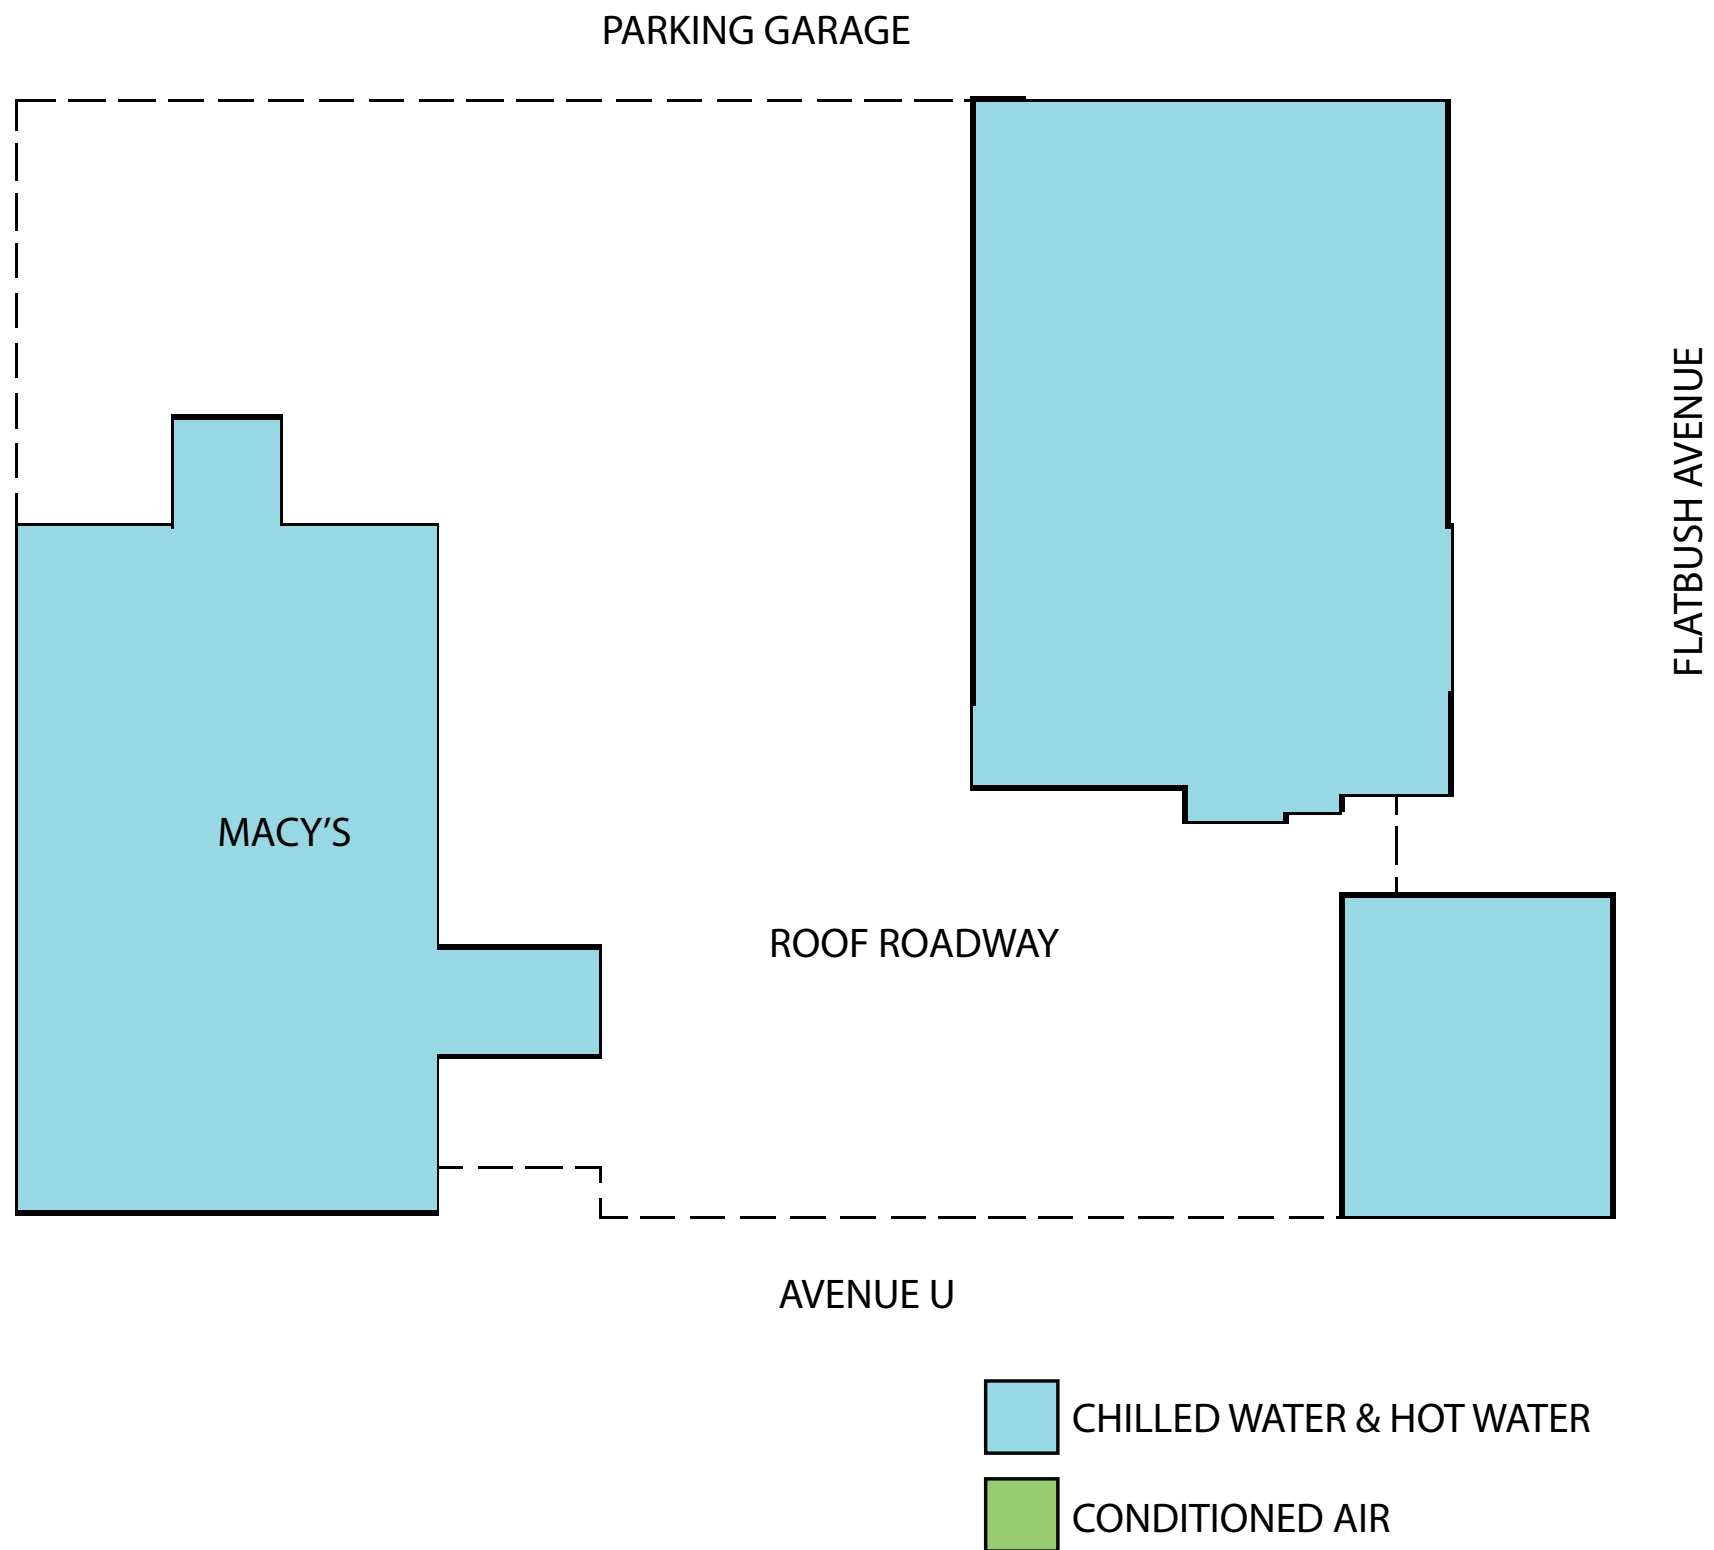 PARKING GARAGE
FLATBUSH AVENUE
MACY'S
ROOF ROADWAY
AVENUE U
CHILLED WATER & HOT WATER
CONDITIONED AIR